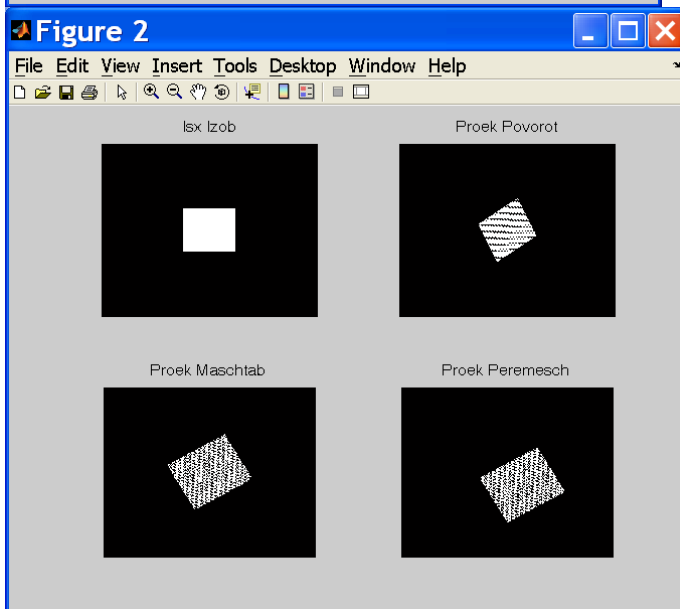 Figure 2
File Edit View Insert Tools Desktop Window Help
Isx Izob
Proek Povorot
Proek Maschtab
Proek Peremesch